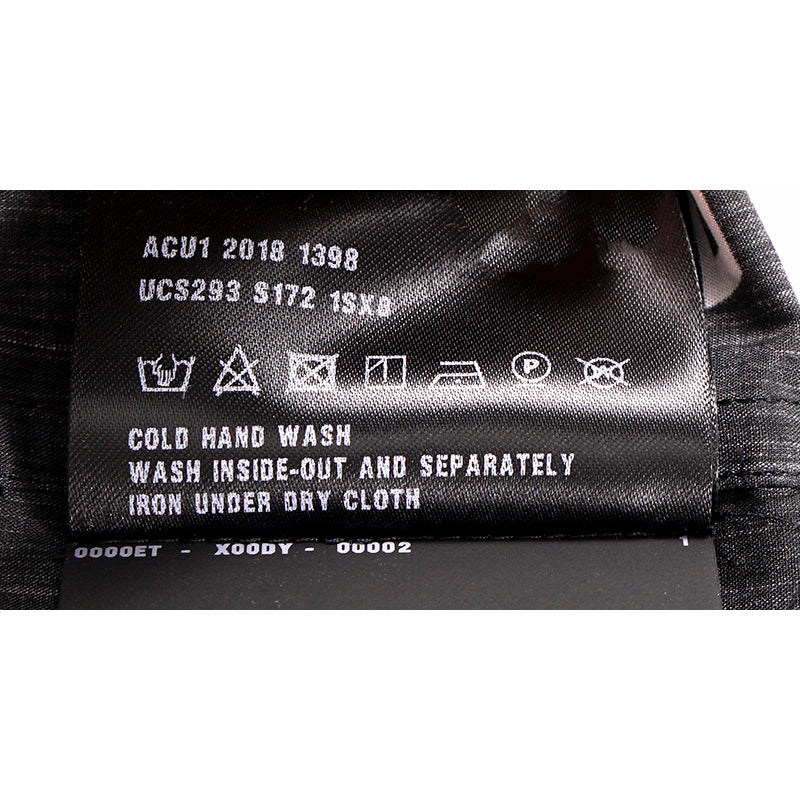 ACU1 2018 1398
UCS293 S172 1SX8
P
COLD HAND WASH
WASH INSIDE-OUT AND SEPARATELY
IRON UNDER DRY CLOTH
0000ET - X00DY - 00002 1